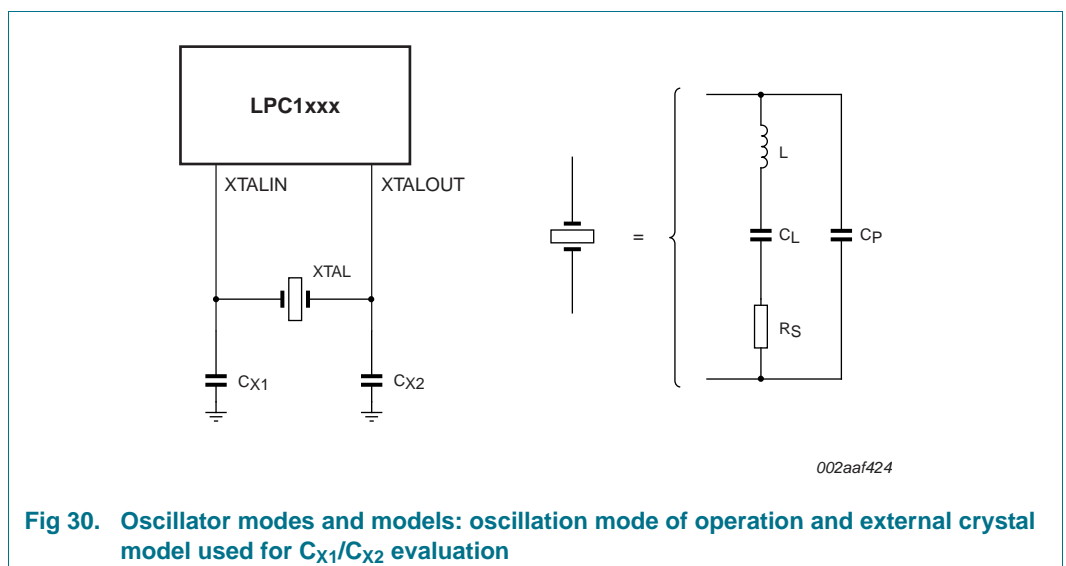 LPC1xxx
XTALIN
XTALOUT
XTAL
CX1
CX2
=
L
CL
CP
RS
002aaf424
Fig 30. Oscillator modes and models: oscillation mode of operation and external crystal
model used for CX1/CX2 evaluation